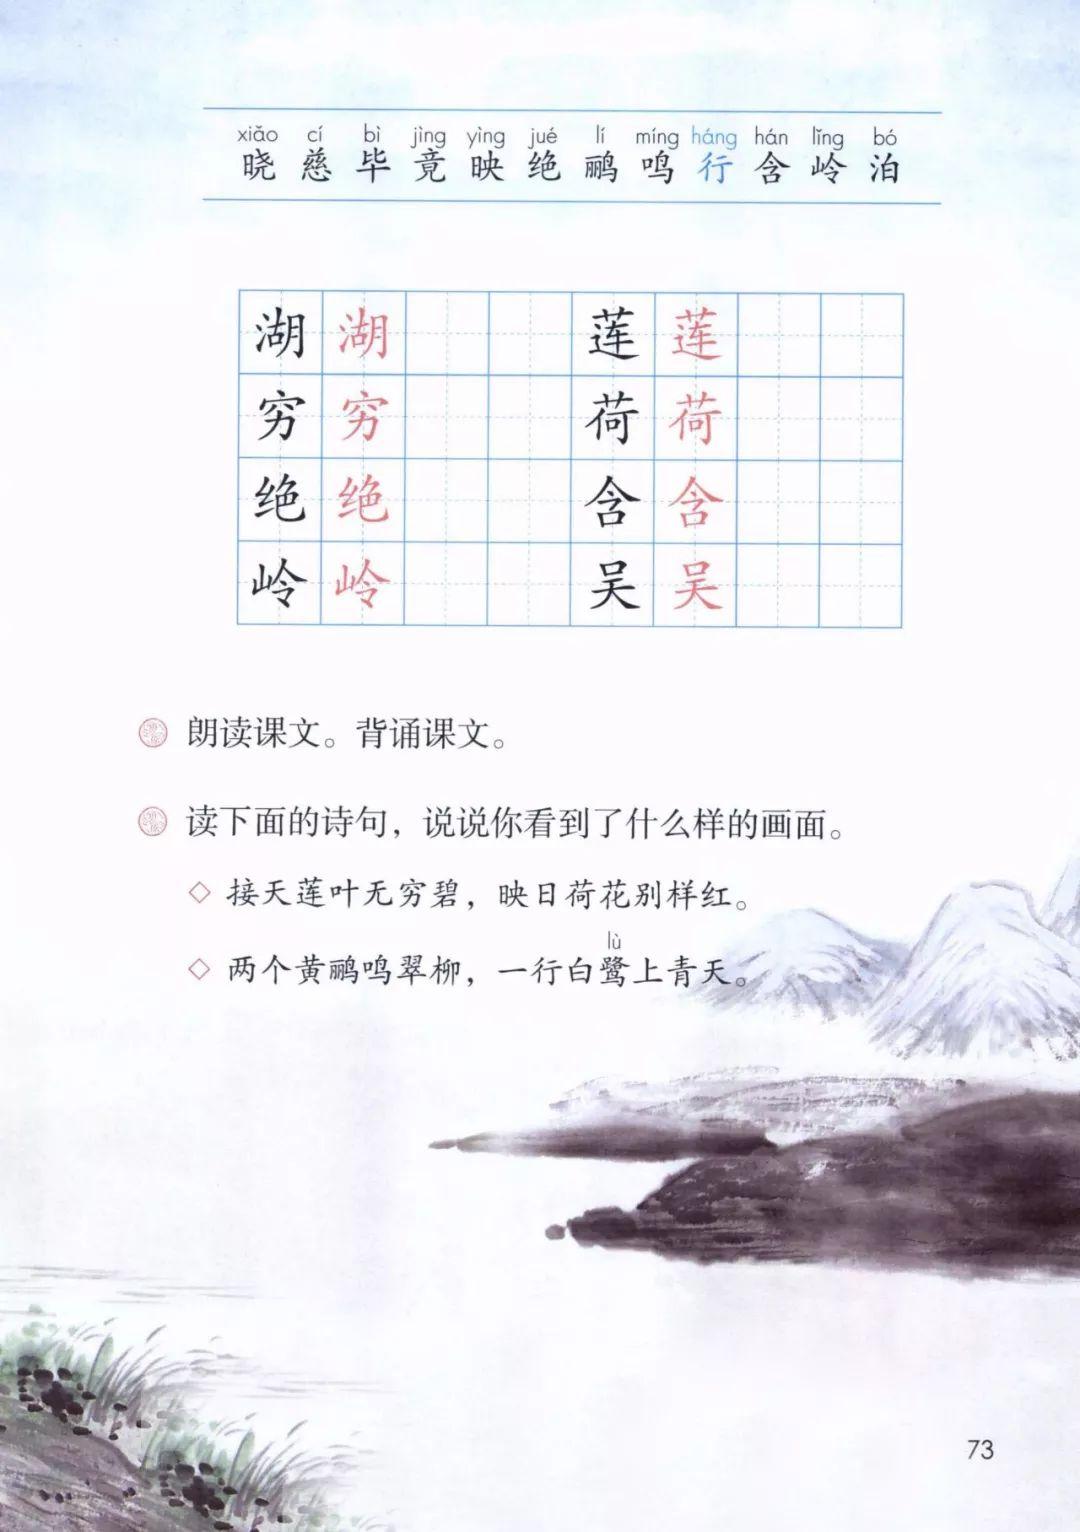 xiǎo cí bì jìng yìng jué lí míng háng hán lǐng bó
晓 慈 毕 竟 映 绝 鹂 鸣 行 含 岭 泊
湖 湖 莲 莲
穷 穷 荷 荷
绝 绝 含 含
岭 岭 吴 吴
朗读课文。背诵课文。
读下面的诗句，说说你看到了什么样的画面。
◇ 接天莲叶无穷碧，映日荷花别样红。
lù
◇ 两个黄鹂鸣翠柳，一行白鹭上青天。
73